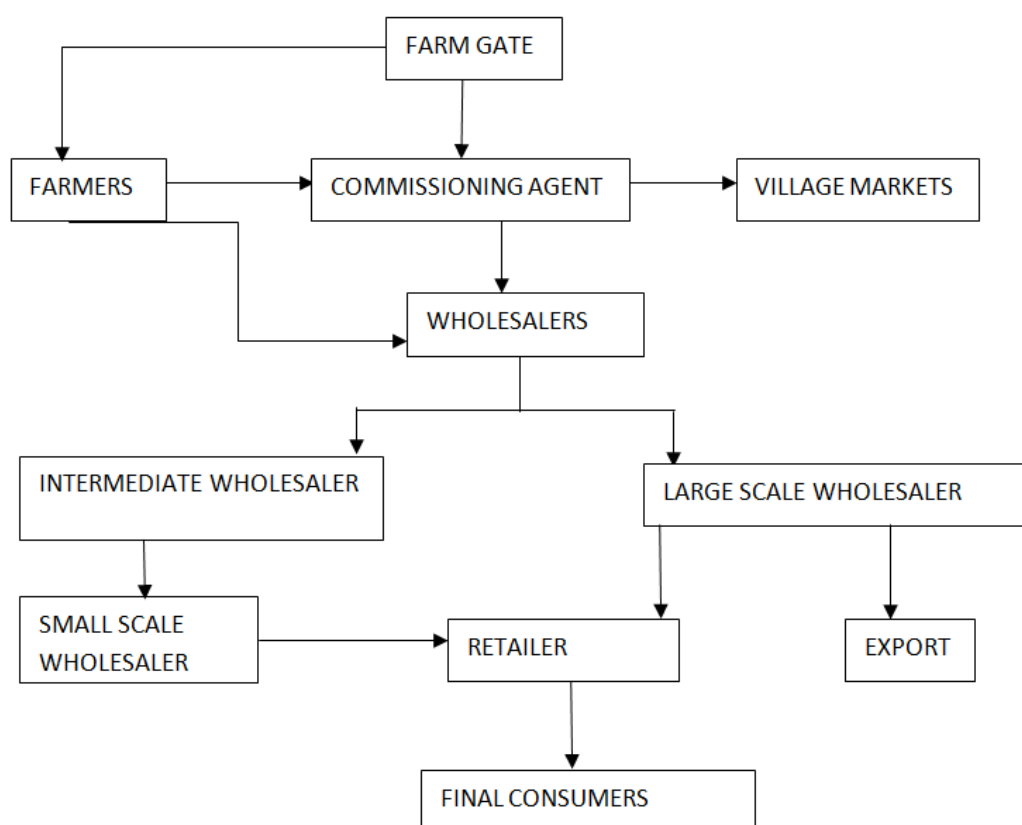 FARM GATE
FARMERS
COMMISSIONING AGENT
VILLAGE MARKETS
WHOLESALERS
INTERMEDIATE WHOLESALER
LARGE SCALE WHOLESALER
SMALL SCALE
WHOLESALER
RETAILER
EXPORT
FINAL CONSUMERS